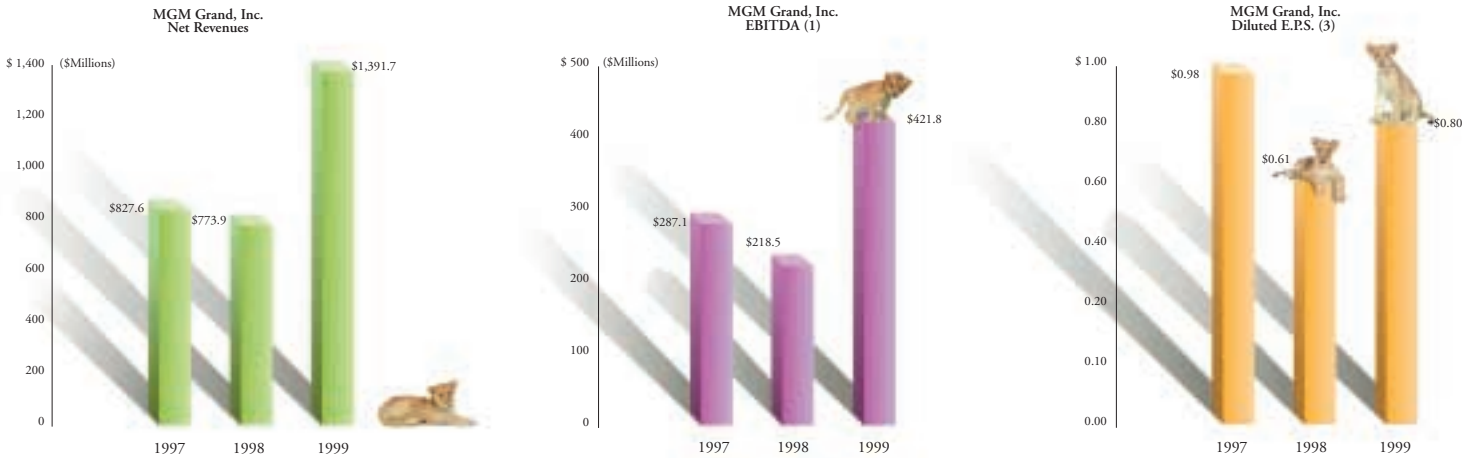 MGM Grand, Inc.
Net Revenues
$ 1,400 ($Millions)
1,200
1,000
800
600
400
200
0
$827.6
$773.9
$1,391.7
1997 1998 1999
MGM Grand, Inc.
EBITDA (1)
$ 500 ($Millions)
400
300
200
100
0
$287.1
$218.5
$421.8
1997 1998 1999
MGM Grand, Inc.
Diluted E.P.S. (3)
$ 1.00
0.80
0.60
0.40
0.20
0.10
0.00
$0.98
$0.61
$0.80
1997 1998 1999